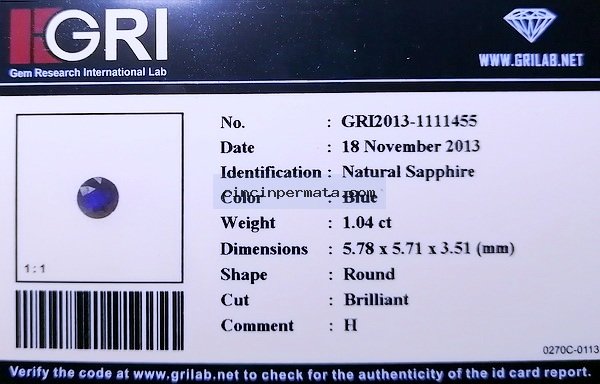 GRI
Gem Research International Lab
WWW.GRILAB.NET
No. : GRI2013-1111455
Date : 18 November 2013
Identification : Natural Sapphire
cincinpermata.com
Color : Blue
Weight : 1.04 ct
Dimensions : 5.78 x 5.71 x 3.51 (mm)
Shape : Round
Cut : Brilliant
Comment : H
1:1
0270C-0113
Verify the code at www.grilab.net to check for the authenticity of the id card report.